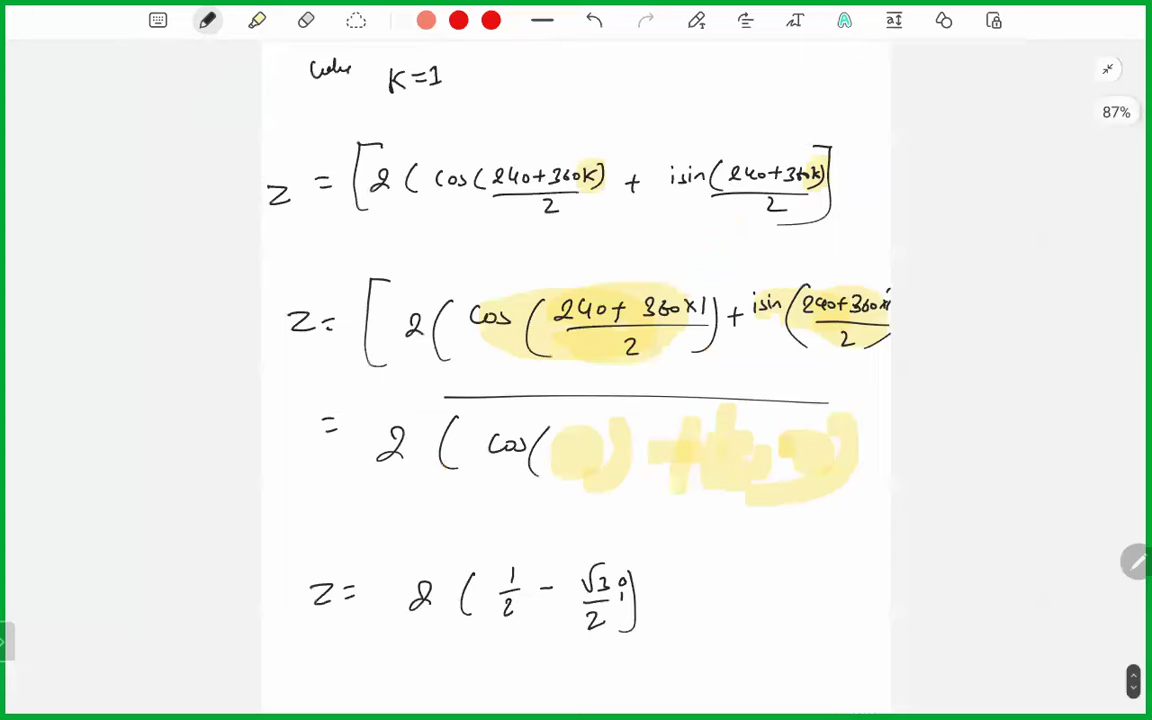 K=1
z = [2(cos(240+360K)/2 + isin(240+360k)/2]
z = [2(cos(240+360×1/2)+isin(240+360×1/2)
= 2(cos(
z = 2(1/2 - √3/2 i)
87%